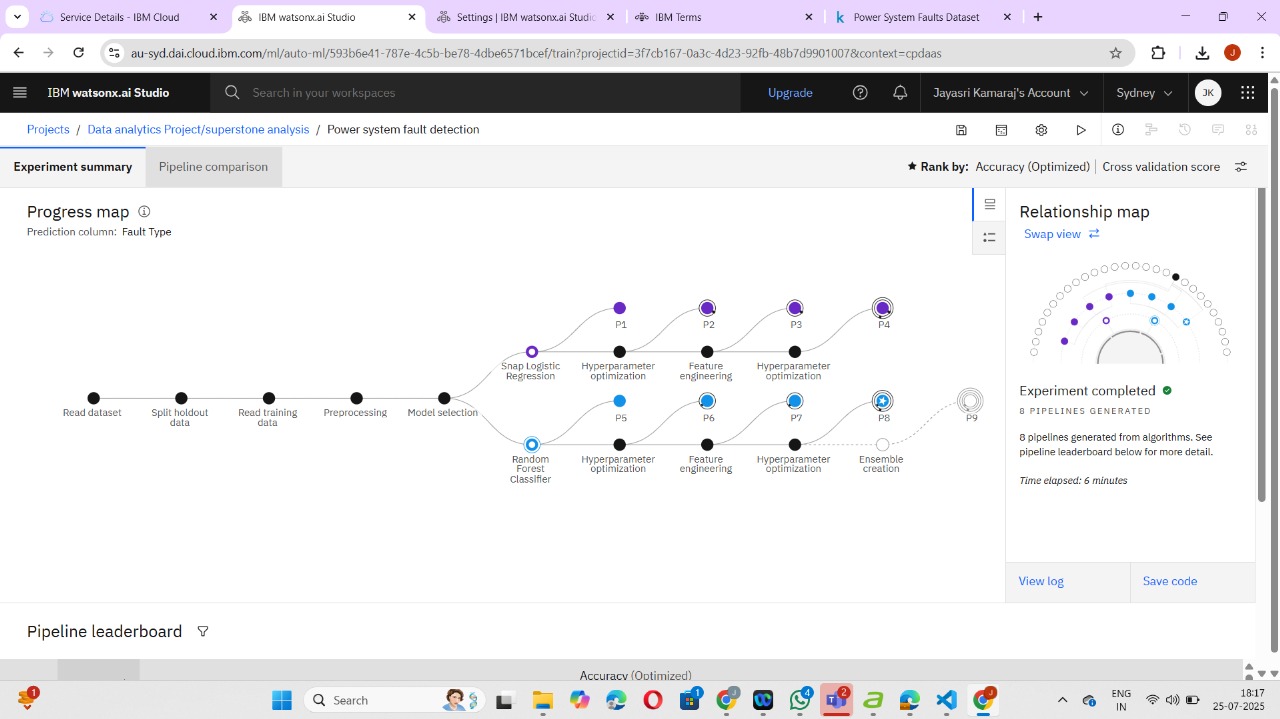 Service Details - IBM Cloud
IBM watsonx.ai Studio
Settings | IBM watsonx.ai Studio
IBM Terms
Power System Faults Dataset
au-syd.dai.cloud.ibm.com/ml/auto-ml/593b6e41-787e-4c5b-be78-4dbe6571bcef/train?projectid=3f7cb167-0a3c-4d23-92fb-48b7d9901007&context=cpdaas
J
IBM watsonx.ai Studio
Search in your workspaces
Upgrade
Jayasri Kamaraj's Account
Sydney
JK
Projects / Data analytics Project/superstone analysis / Power system fault detection
Experiment summary
Pipeline comparison
Rank by: Accuracy (Optimized) | Cross validation score
Progress map
Prediction column: Fault Type
P1
P2
P3
P4
Snap Logistic Regression
Hyperparameter optimization
Feature engineering
Hyperparameter optimization
Read dataset
Split holdout data
Read training data
Preprocessing
Model selection
P5
P6
P7
P8
P9
Random Forest Classifier
Hyperparameter optimization
Feature engineering
Hyperparameter optimization
Ensemble creation
Relationship map
Swap view
Experiment completed
8 PIPELINES GENERATED
8 pipelines generated from algorithms. See
pipeline leaderboard below for more detail.
Time elapsed: 6 minutes
View log
Save code
Pipeline leaderboard
Accuracy (Optimized)
1
Search
1
J
4
2
J
ENG
IN
18:17
25-07-2025